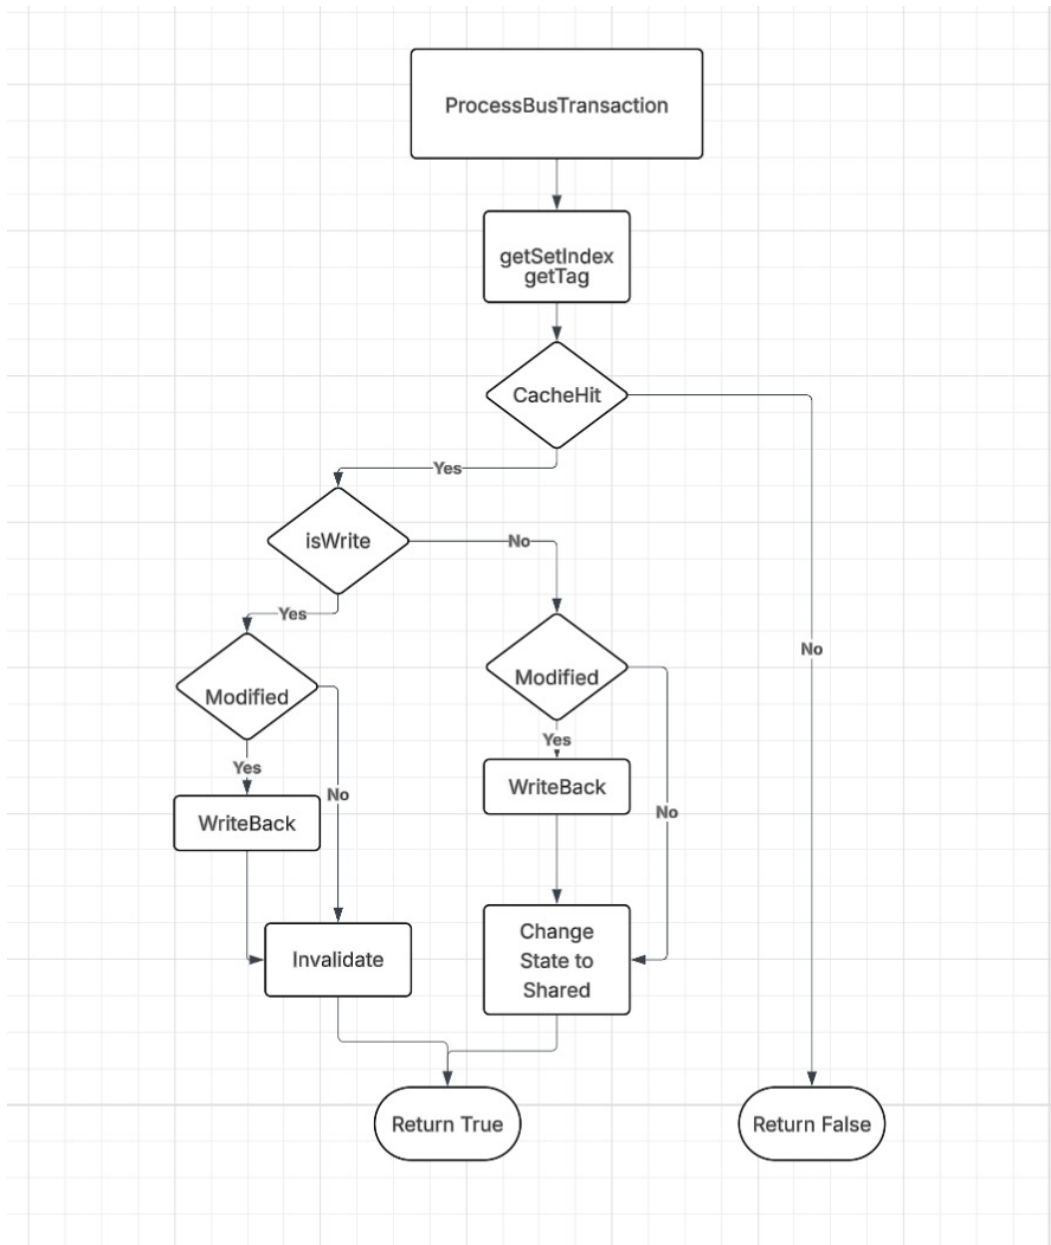 ProcessBusTransaction
getSetIndex
getTag
CacheHit
Yes
isWrite
No
Yes
No
Modified
Modified
Yes
Yes
WriteBack
No
No
WriteBack
Change
State to
Shared
Invalidate
Return True
Return False